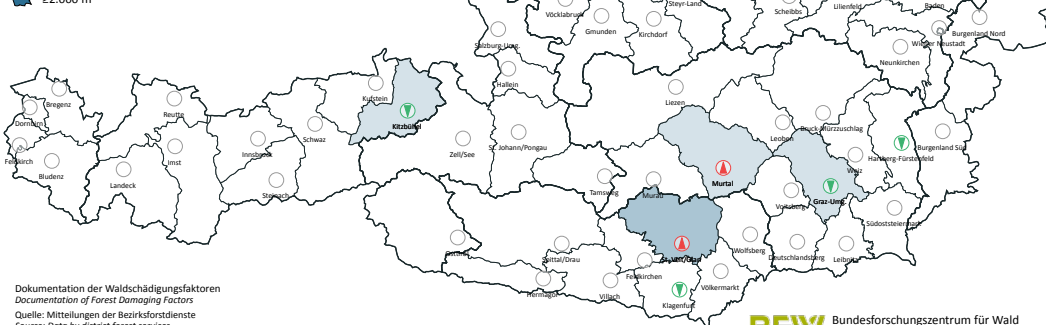 ≥2.000 m³
Steyr-Land
Scheibbs
Lilienfeld
Baden
Vöcklabruck
Gmunden
Kirchdorf
Wiener Neustadt
Burgenland Nord
Salzburg-Umg.
Neunkirchen
Hallein
Kufstein
Liezen
Bregenz
Reutte
Dornbirn
Kitzbühel
Bruck-Mürzzuschlag
Leoben
Schwaz
Innsbruck
Zell/See
St. Johann/Pongau
Burgenland Süd
Feldkirch
Imst
Hartberg-Fürstenfeld
Bludenz
Weiz
Landeck
Murtal
Steinach
Tamsweg
Murau
Graz-Umg.
Voitsberg
Südoststeiermark
Osttirol
Wolfsberg
Spittal/Drau
St. Veit/Glan
Deutschlandsberg
Leibnitz
Feldkirchen
Völkermarkt
Hermagor
Villach
Klagenfurt
Dokumentation der Waldschädigungsfaktoren
Documentation of Forest Damaging Factors
Quelle: Mitteilungen der Bezirksforstdienste
Source: Data by district forest services
BFW Bundesforschungszentrum für Wald